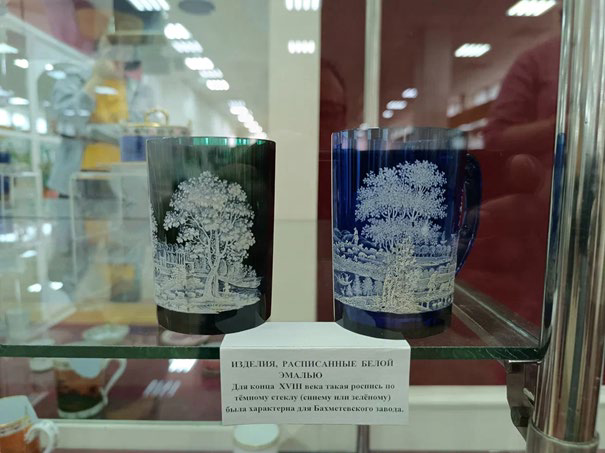 ИЗДЕЛИЯ, РАСПИСАННЫЕ БЕЛОЙ
ЭМАЛЬЮ
Для конца XVIII века такая роспись по
тёмному стеклу (синему или зелёному)
была характерна для Бахметевского завода.